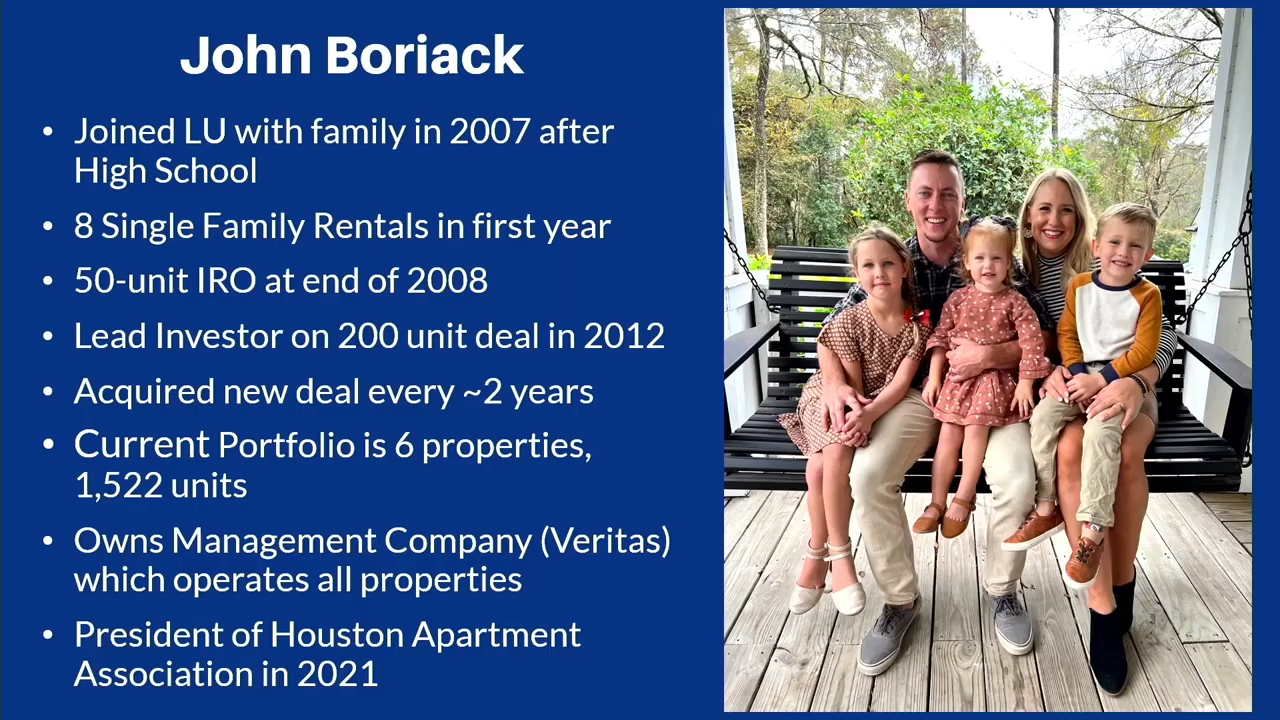 John Boriack
• Joined LU with family in 2007 after
High School
• 8 Single Family Rentals in first year
• 50-unit IRO at end of 2008
• Lead Investor on 200 unit deal in 2012
• Acquired new deal every ~2 years
• Current Portfolio is 6 properties,
1,522 units
• Owns Management Company (Veritas)
which operates all properties
• President of Houston Apartment
Association in 2021